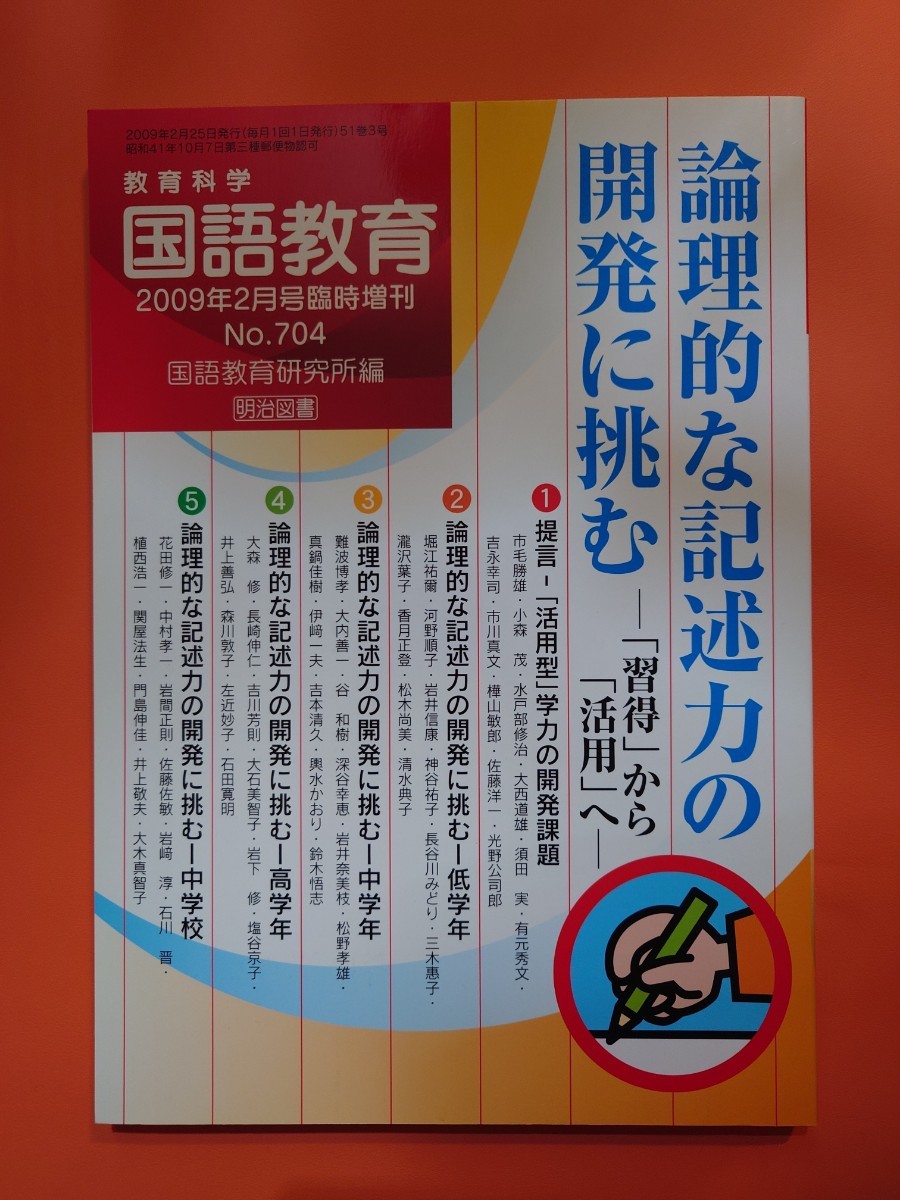 2009年2月25日発行(毎月1回1日発行)51巻3号
昭和41年10月7日第三種郵便物認可
教育科学
国語教育
2009年2月号臨時増刊
No.704
国語教育研究所編
明治図書
論理的な記述力の
開発に挑む
―「習得」から
「活用」へ―
1 提言－「活用型」学力の開発課題
市毛勝雄・小森 茂・水戸部修治・大西道雄・須田 実・有元秀文・
吉永幸司・市川真文・樺山敏郎・佐藤洋一・光野公司郎
2 論理的な記述力の開発に挑む－低学年
堀江祐爾・河野順子・岩井信康・神谷祐子・長谷川みどり・三木惠子・
瀧沢葉子・香月正登・松木尚美・清水典子
3 論理的な記述力の開発に挑む－中学年
難波博孝・大内善一・谷 和樹・深谷幸恵・岩井奈美枝・松野孝雄・
真鍋佳樹・伊﨑一夫・吉本清久・輿水かおり・鈴木悟志
4 論理的な記述力の開発に挑む－高学年
大森 修・長崎伸仁・吉川芳則・大石美智子・岩下 修・塩谷京子・
井上善弘・森川敦子・左近妙子・石田寛明
5 論理的な記述力の開発に挑む－中学校
花田修一・中村孝一・岩間正則・佐藤佐敏・岩﨑 淳・石川 晋・
植西浩一・関屋法生・門島伸佳・井上敬夫・大木真智子